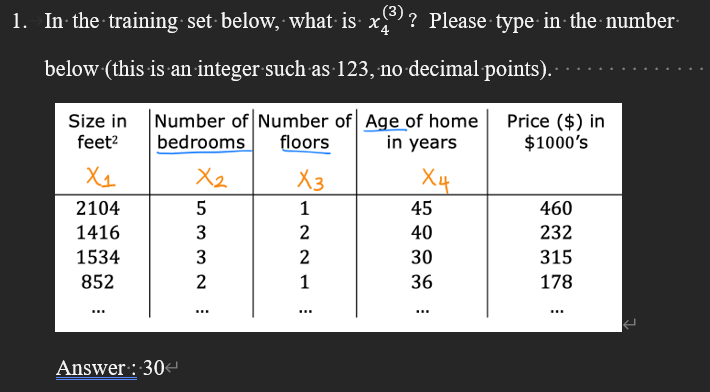 1. In the training set below, what is x₄⁽³⁾? Please type in the number
below (this is an integer such as 123, no decimal points).
Size in feet² | Number of bedrooms | Number of floors | Age of home in years | Price ($) in $1000's
X1 X2 X3 X4
2104 5 1 45 460
1416 3 2 40 232
1534 3 2 30 315
852 2 1 36 178
... ... ... ... ...
Answer : 30